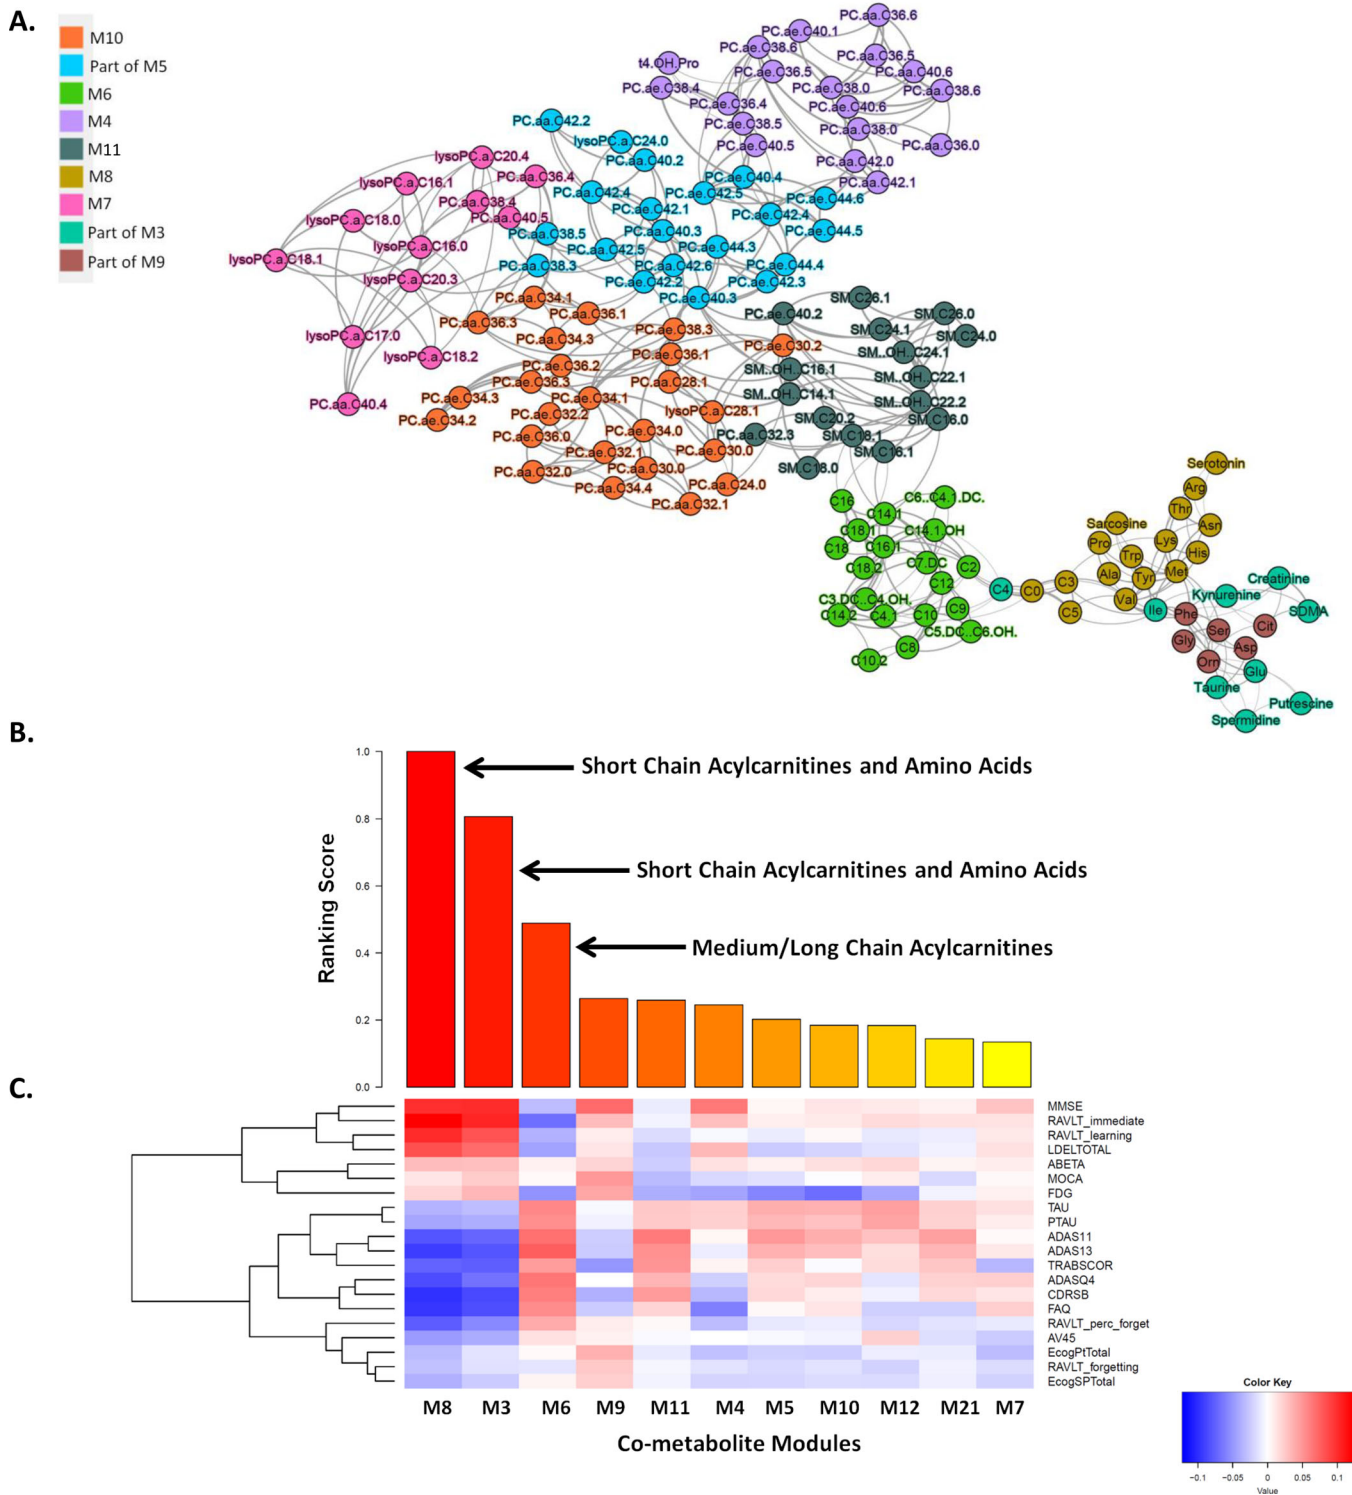 A.
M10
Part of M5
M6
M4
M11
M8
M7
Part of M3
Part of M9
PC.aa.C36.6
PC.ae.C40.1
PC.ae.C38.6
PC.aa.C36.5
t4.OH.Pro
PC.ae.C36.5
PC.aa.C40.6
PC.ae.C38.4
PC.ae.C38.0
PC.aa.C38.6
PC.ae.C36.4
PC.ae.C40.6
PC.aa.C42.2
PC.ae.C38.5
PC.aa.C38.0
lysoPC.a.C24.0
PC.ae.C40.5
PC.aa.C36.0
lysoPC.a.C20.4
PC.aa.C40.2
PC.aa.C42.0
PC.aa.C36.4
PC.ae.C40.4
lysoPC.a.C16.1
PC.aa.C42.1
PC.aa.C42.4
PC.ae.C42.5
PC.ae.C44.6
PC.aa.C38.4
PC.ae.C42.1
PC.ae.C42.4
lysoPC.a.C18.0
PC.aa.C40.5
PC.aa.C38.5
PC.aa.C40.3
PC.ae.C44.5
lysoPC.a.C16.0
PC.aa.C42.5
PC.ae.C44.3
lysoPC.a.C18.1
PC.aa.C38.3
PC.aa.C42.6
PC.ae.C44.4
lysoPC.a.C20.3
PC.ae.C42.2
PC.ae.C42.3
PC.aa.C34.1
PC.ae.C40.3
SM.C26.1
PC.aa.C36.3
PC.aa.C36.1
PC.ae.C40.2
SM.C26.0
lysoPC.a.C17.0
PC.aa.C34.3
PC.ae.C38.3
SM.C24.1
SM.C24.0
lysoPC.a.C18.2
PC.ae.C36.1
PC.ae.C30.2
SM..OH..C24.1
PC.aa.C36.2
SM..OH..C16.1
PC.ae.C36.3
PC.aa.C28.1
SM..OH..C22.1
PC.aa.C40.4
PC.ae.C34.3
PC.ae.C34.1
SM..OH..C14.1
SM..OH..C22.2
PC.ae.C34.2
PC.ae.C32.2
lysoPC.a.C28.1
SM.C20.2
SM.C16.0
PC.ae.C36.0
PC.ae.C34.0
PC.aa.C32.3
SM.C18.1
PC.ae.C32.1
PC.ae.C30.0
SM.C16.1
PC.aa.C32.0
PC.aa.C30.0
SM.C18.0
PC.aa.C34.4
PC.aa.C24.0
PC.aa.C32.1
Serotonin
Arg
C16
C6..C4.1.DC.
C14.1
Thr
Sarcosine
Asn
C18.1
C14.1.OH
C18
C16.1
Pro
Lys
His
C18.2
C7.DC
C2
Trp
Ala
Tyr
Met
C12
C4
C0
C3
Creatinine
C3.DC..C4.OH.
Val
Kynurenine
C14.2
C4.1
C10
C9
C5
Ile
Phe
SDMA
C5.DC..C6.OH.
Ser
Cit
C10.2
C8
Gly
Asp
Orn
Glu
Taurine
Putrescine
Spermidine
B.
Ranking Score
1.0
0.8
0.6
0.4
0.2
0.0
Short Chain Acylcarnitines and Amino Acids
Short Chain Acylcarnitines and Amino Acids
Medium/Long Chain Acylcarnitines
C.
MMSE
RAVLT_immediate
RAVLT_learning
LDELTOTAL
ABETA
MOCA
FDG
TAU
PTAU
ADAS11
ADAS13
TRABSCOR
ADASQ4
CDRSB
FAQ
RAVLT_perc_forget
AV45
EcogPtTotal
RAVLT_forgetting
EcogSPTotal
M8 M3 M6 M9 M11 M4 M5 M10 M12 M21 M7
Co-metabolite Modules
Color Key
−0.1 −0.05 0 0.05 0.1
Value